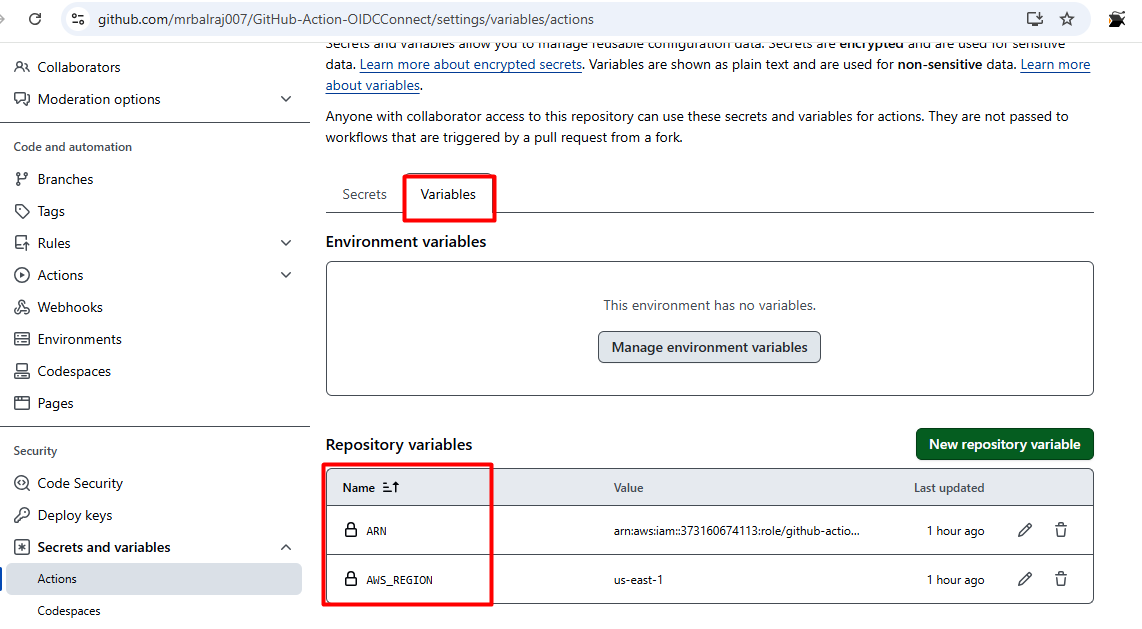 github.com/mrbalraj007/GitHub-Action-OIDCConnect/settings/variables/actions
Collaborators
Moderation options
Code and automation
Branches
Tags
Rules
Actions
Webhooks
Environments
Codespaces
Pages
Security
Code Security
Deploy keys
Secrets and variables
Actions
Codespaces
Secrets and variables allow you to manage reusable configuration data. Secrets are encrypted and are used for sensitive
data. Learn more about encrypted secrets. Variables are shown as plain text and are used for non-sensitive data. Learn more
about variables.
Anyone with collaborator access to this repository can use these secrets and variables for actions. They are not passed to
workflows that are triggered by a pull request from a fork.
Secrets Variables
Environment variables
This environment has no variables.
Manage environment variables
Repository variables New repository variable
Name Value Last updated
ARN arn:aws:iam::373160674113:role/github-actio... 1 hour ago
AWS_REGION us-east-1 1 hour ago